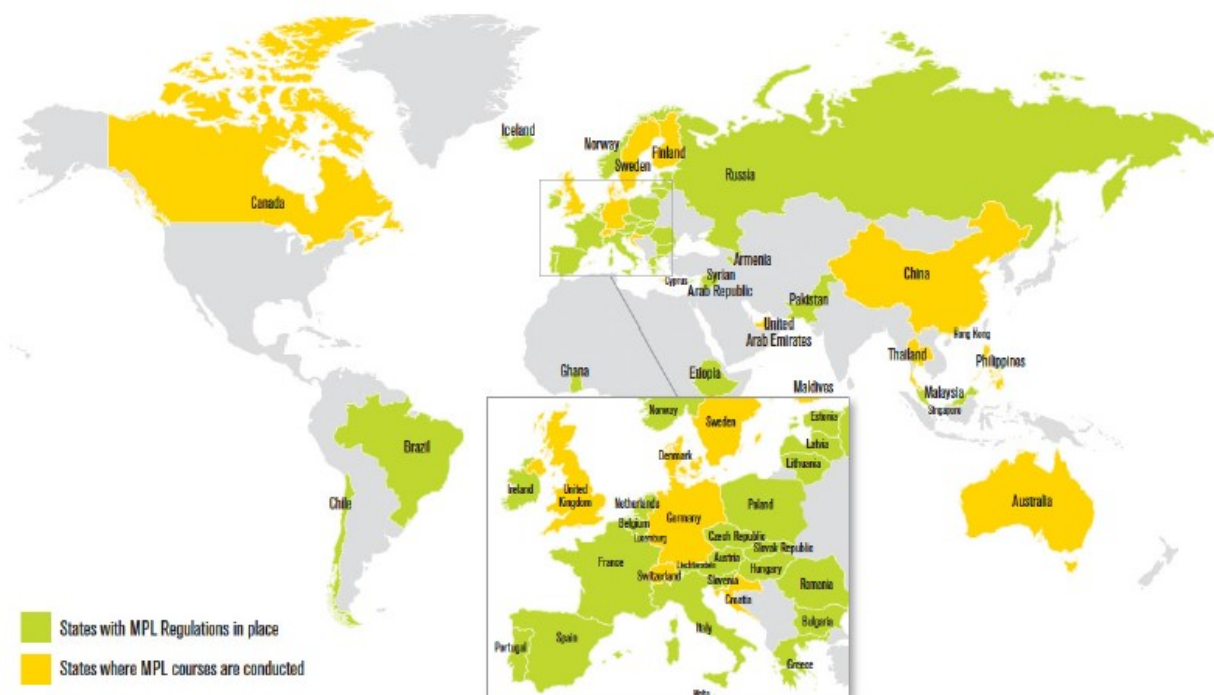 Iceland
Norway
Sweden
Finland
Russia
Canada
Armenia
Cyprus
Syrian
Arab Republic
China
Pakistan
United
Arab Emirates
Hong Kong
Thailand
Philippines
Ghana
Etiopia
Maldives
Malaysia
Singapore
Brazil
Chile
Australia
Norway
Sweden
Estonia
Latvia
Denmark
Lithuania
Ireland
United
Kingdom
Netherlands
Poland
Germany
Belgium
Luxemburg
Czech Republic
Slovak Republic
France
Austria
Liechtenstein
Hungary
Switzerland
Slovenia
Romania
Croatia
Bulgaria
Italy
Spain
Portugal
Greece
Malta
States with MPL Regulations in place
States where MPL courses are conducted